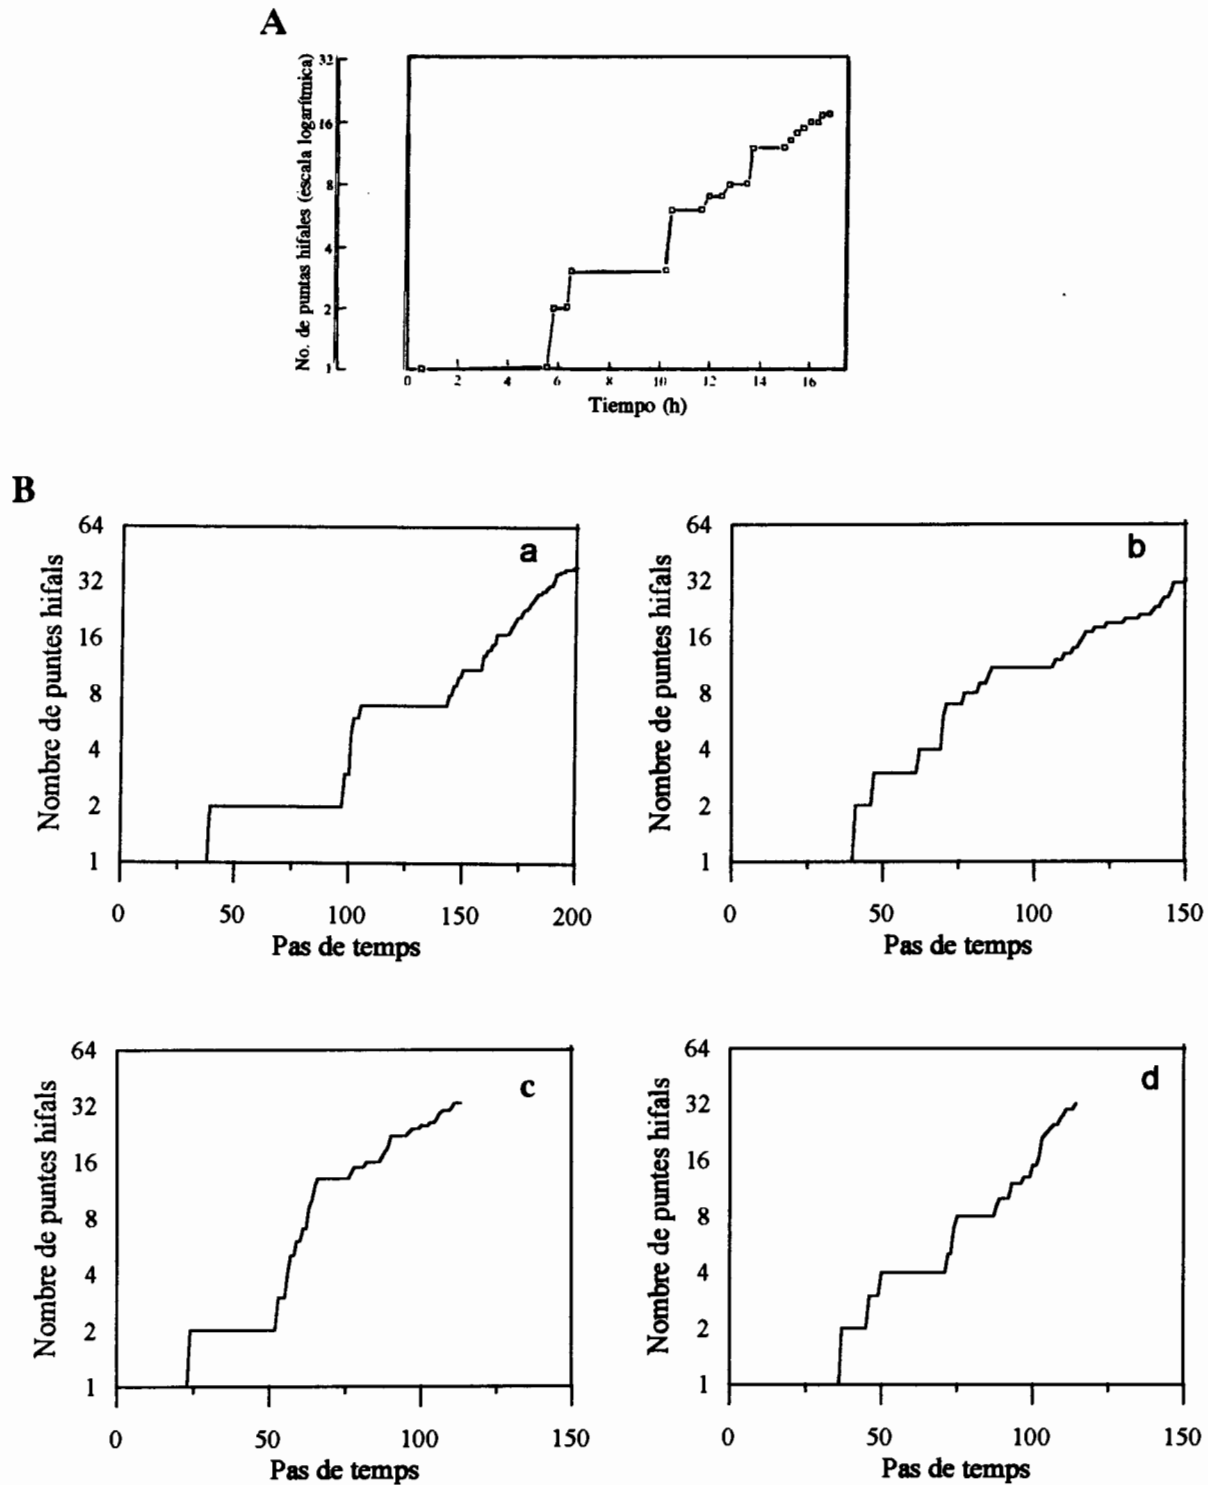 A
No. de puntas hifales (escala logarítmica)
32
16
8
4
2
1
0 2 4 6 8 10 12 14 16
Tiempo (h)
B
a
Nombre de puntes hifals
64
32
16
8
4
2
1
0 50 100 150 200
Pas de temps
b
Nombre de puntes hifals
64
32
16
8
4
2
1
0 50 100 150
Pas de temps
c
Nombre de puntes hifals
64
32
16
8
4
2
1
0 50 100 150
Pas de temps
d
Nombre de puntes hifals
64
32
16
8
4
2
1
0 50 100 150
Pas de temps